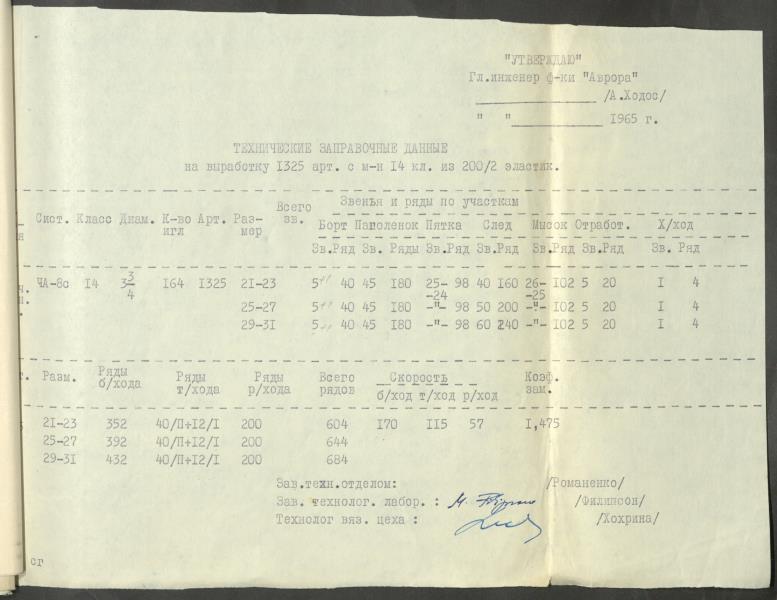 "УТВЕРЖДАЮ"
Гл.инженер ф-ки "Аврора"
/А.Ходос/
" " 1965 г.
ТЕХНИЧЕСКИЕ ЗАПРАВОЧНЫЕ ДАННЫЕ
на выработку I325 арт. с м-н I4 кл. из 200/2 эластик.
Всего Звенья и ряды по участкам
я Сист. Класс Диам. К-во Арт. Раз- зв. Борт Паголенок Пятка След Мысок Отработ. Х/ход
игл мер
Зв.Ряд Зв. Ряды Зв.Ряд Зв.Ряд Зв.Ряд Зв.Ряд Зв. Ряд
ЧА-8с I4 3 3/4 I64 I325 2I-23 5 40 45 I80 25- 98 40 I60 26- I02 5 20 I 4
-24 -25
25-27 5 40 45 I80 -"- 98 50 200 -"- I02 5 20 I 4
29-3I 5 40 45 I80 -"- 98 60 240 -"- I02 5 20 I 4
Разм. Ряды Ряды Ряды Всего Скорость Коэф.
б/хода т/хода р/хода рядов б/ход т/ход р/ход зам.
2I-23 352 40/П+I2/I 200 604 I70 II5 57 I,475
25-27 392 40/П+I2/I 200 644
29-3I 432 40/П+I2/I 200 684
Зав.техн.отделом: /Романенко/
Зав. технолог. лабор. : /Филипсон/
Технолог вяз. цеха : /Хохрина/
сг